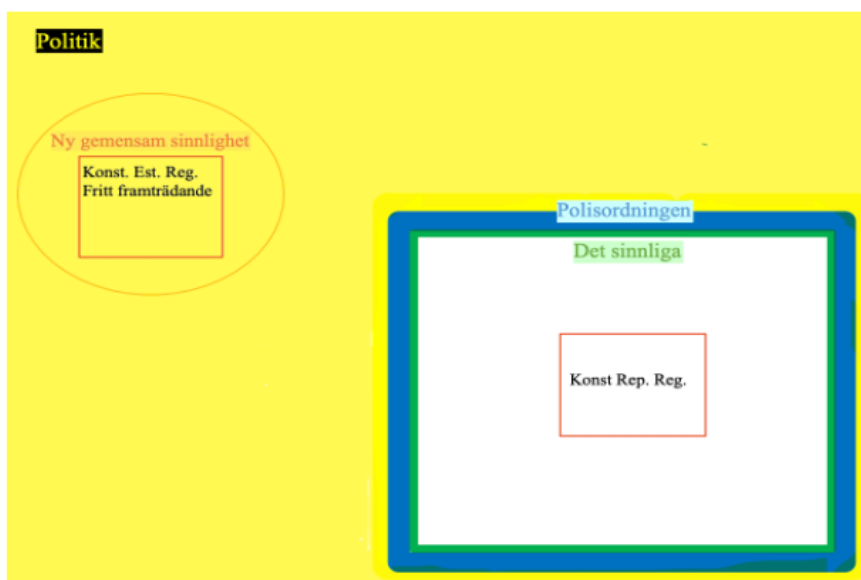 Politik
Ny gemensam sinnlighet
Konst. Est. Reg.
Fritt framträdande
Polisordningen
Det sinnliga
Konst Rep. Reg.